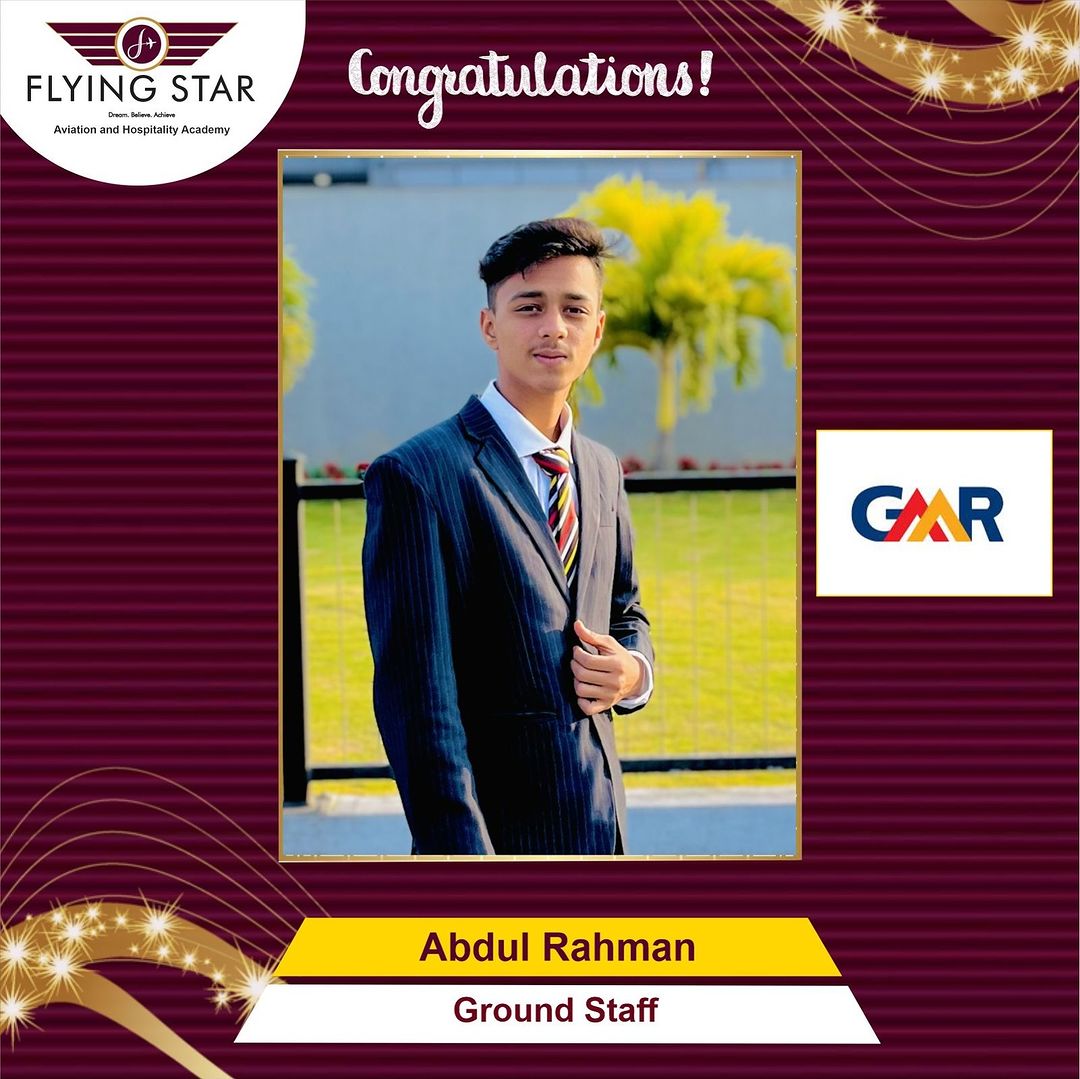 FLYING STAR
Dream. Believe. Achieve
Aviation and Hospitality Academy
Congratulations!
GMR
Abdul Rahman
Ground Staff